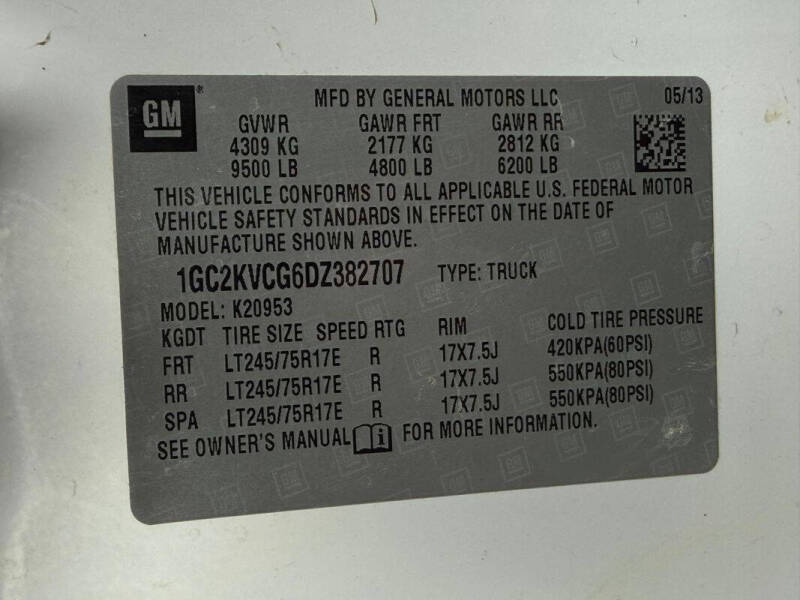 GM ® MFD BY GENERAL MOTORS LLC 05/13
GVWR GAWR FRT GAWR RR
4309 KG 2177 KG 2812 KG
9500 LB 4800 LB 6200 LB
THIS VEHICLE CONFORMS TO ALL APPLICABLE U.S. FEDERAL MOTOR
VEHICLE SAFETY STANDARDS IN EFFECT ON THE DATE OF
MANUFACTURE SHOWN ABOVE.
1GC2KVCG6DZ382707 TYPE: TRUCK
MODEL: K20953
KGDT TIRE SIZE SPEED RTG RIM COLD TIRE PRESSURE
FRT LT245/75R17E R 17X7.5J 420KPA(60PSI)
RR LT245/75R17E R 17X7.5J 550KPA(80PSI)
SPA LT245/75R17E R 17X7.5J 550KPA(80PSI)
SEE OWNER'S MANUAL FOR MORE INFORMATION.